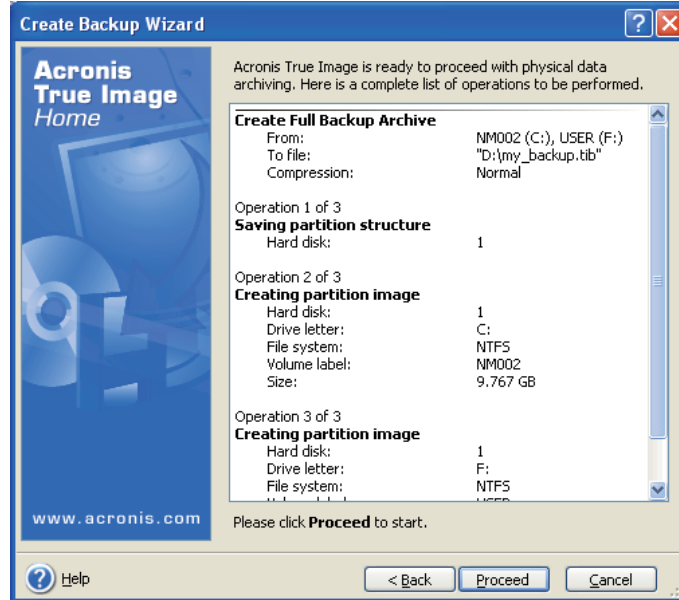 Create Backup Wizard
Acronis
True Image
Home
Acronis True Image is ready to proceed with physical data
archiving. Here is a complete list of operations to be performed.
Create Full Backup Archive
From: NM002 (C:), USER (F:)
To file: "D:\my_backup.tib"
Compression: Normal
Operation 1 of 3
Saving partition structure
Hard disk: 1
Operation 2 of 3
Creating partition image
Hard disk: 1
Drive letter: C:
File system: NTFS
Volume label: NM002
Size: 9.767 GB
Operation 3 of 3
Creating partition image
Hard disk: 1
Drive letter: F:
File system: NTFS
www.acronis.com
Please click Proceed to start.
Help
< Back
Proceed
Cancel